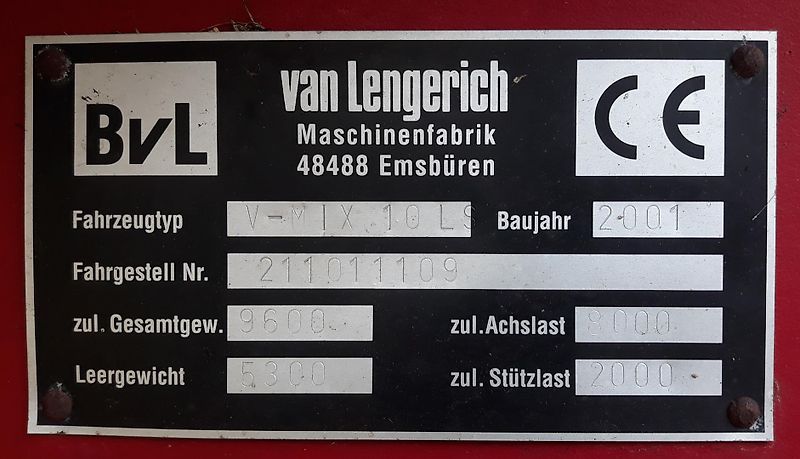 BvL
van Lengerich
Maschinenfabrik
48488 Emsbüren
CE
Fahrzeugtyp V-MIX 10 LS Baujahr 2001
Fahrgestell Nr. 211011109
zul. Gesamtgew. 9600 zul. Achslast 8000
Leergewicht 5300 zul. Stützlast 2000